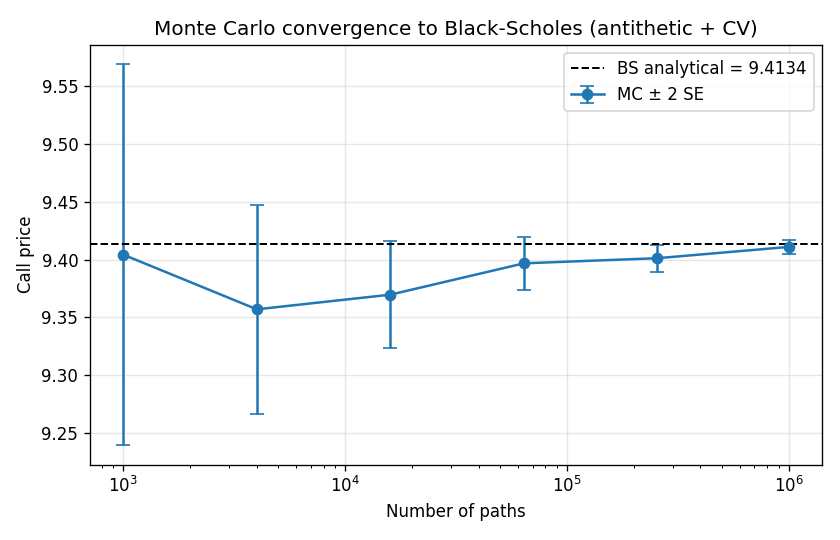 Monte Carlo convergence to Black-Scholes (antithetic + CV)
BS analytical = 9.4134
MC ± 2 SE
Call price
9.55
9.50
9.45
9.40
9.35
9.30
9.25
10³
10⁴
10⁵
10⁶
Number of paths